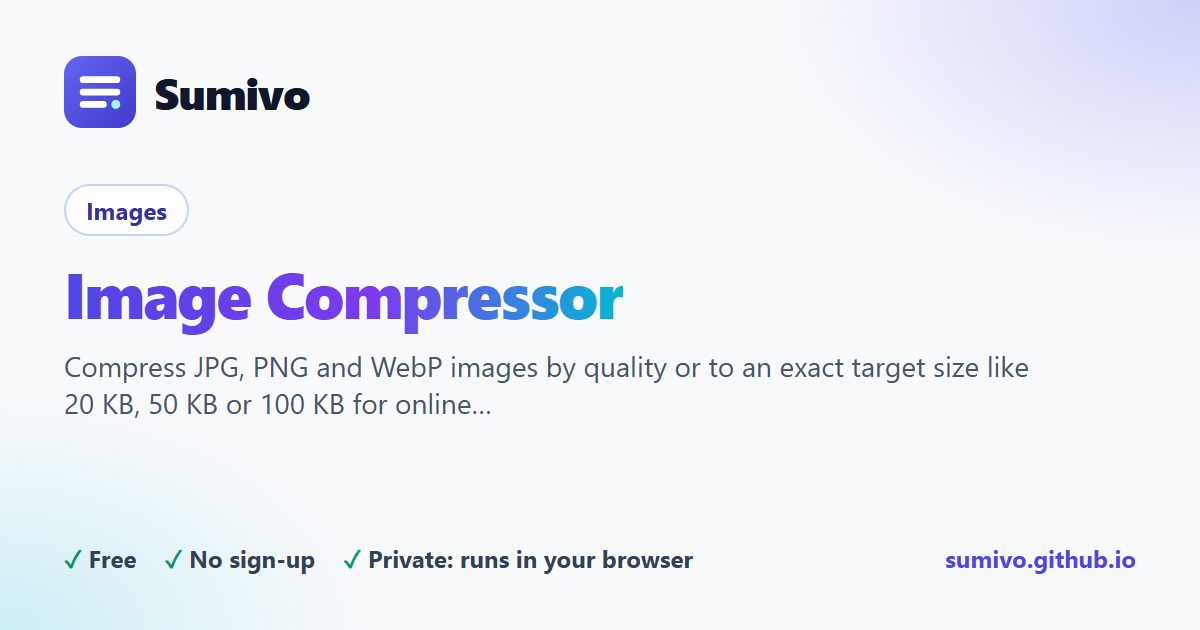 Sumivo
Images
Image Compressor
Compress JPG, PNG and WebP images by quality or to an exact target size like
20 KB, 50 KB or 100 KB for online...
✓ Free ✓ No sign-up ✓ Private: runs in your browser
sumivo.github.io